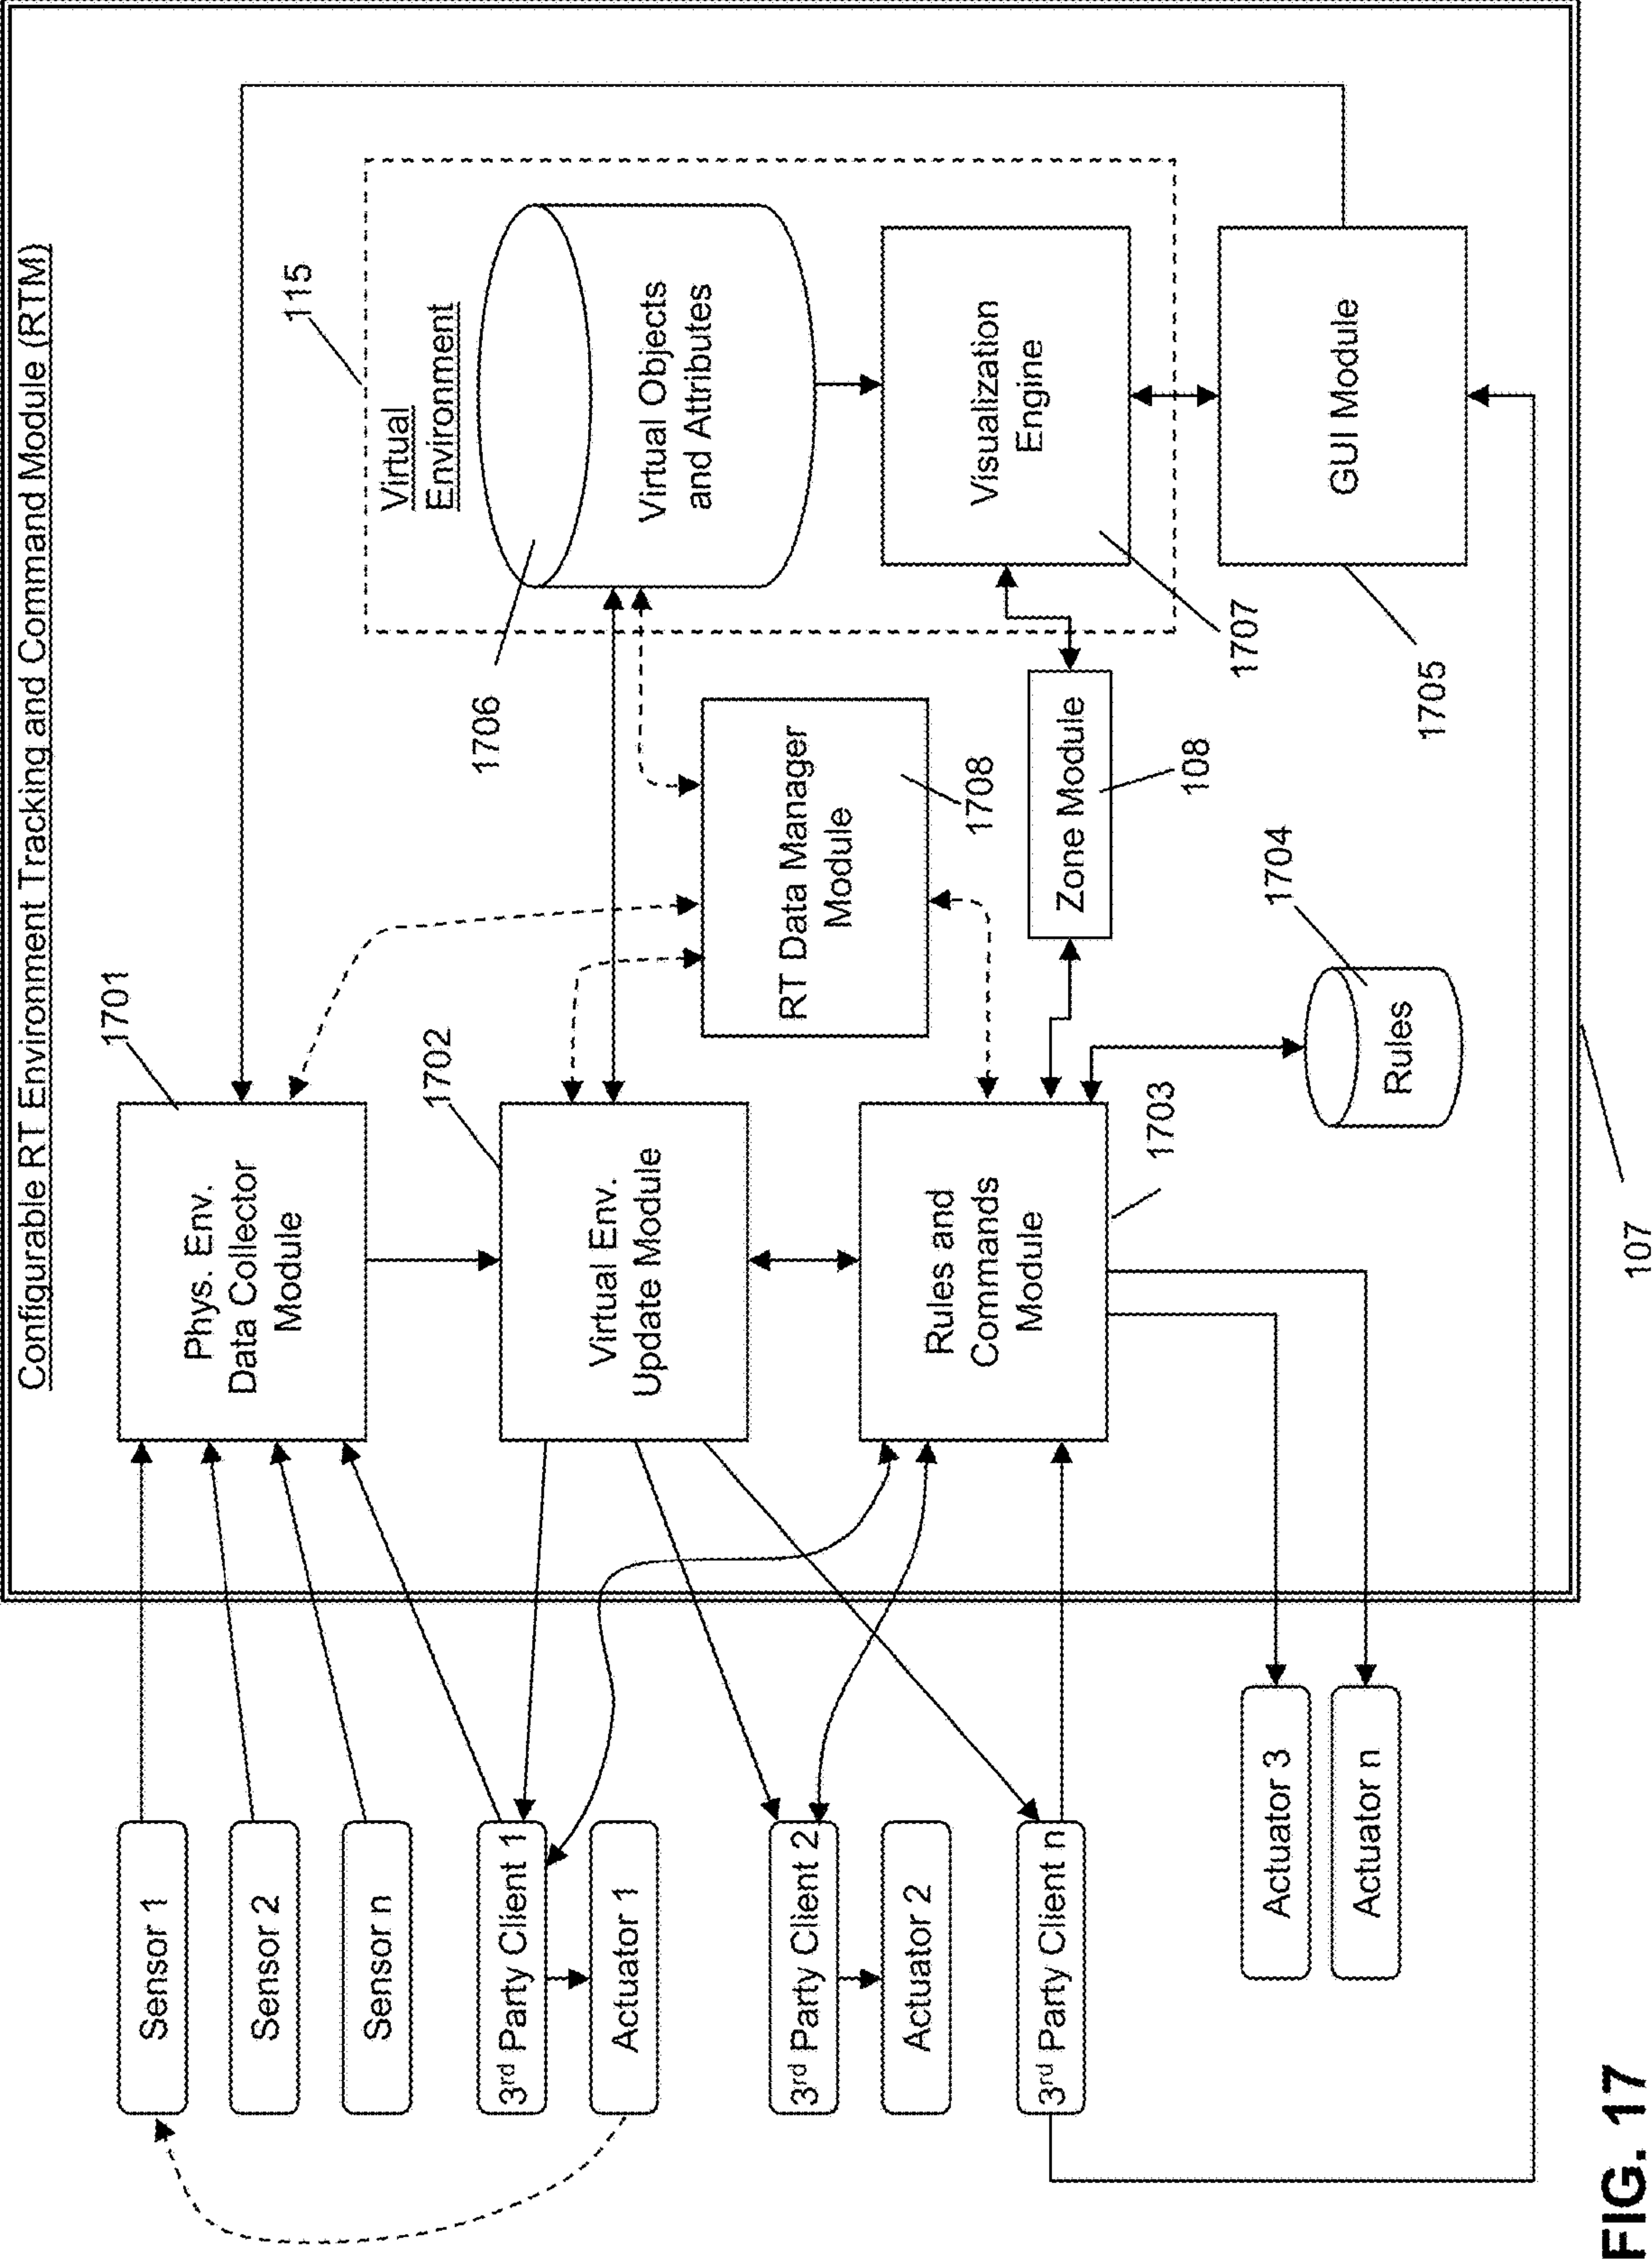 Configurable RT Environment Tracking and Command Module (RTM)
Sensor 1
Sensor 2
Sensor n
3rd Party Client 1
Actuator 1
3rd Party Client 2
Actuator 2
3rd Party Client n
Actuator 3
Actuator n
1701
Phys. Env.
Data Collector
Module
1702
Virtual Env.
Update Module
1703
Rules and
Commands
Module
1704
Rules
RT Data Manager
Module
1708
Zone Module
108
115
Virtual
Environment
1706
Virtual Objects
and Attributes
Visualization
Engine
1707
GUI Module
1705
107
FIG. 17